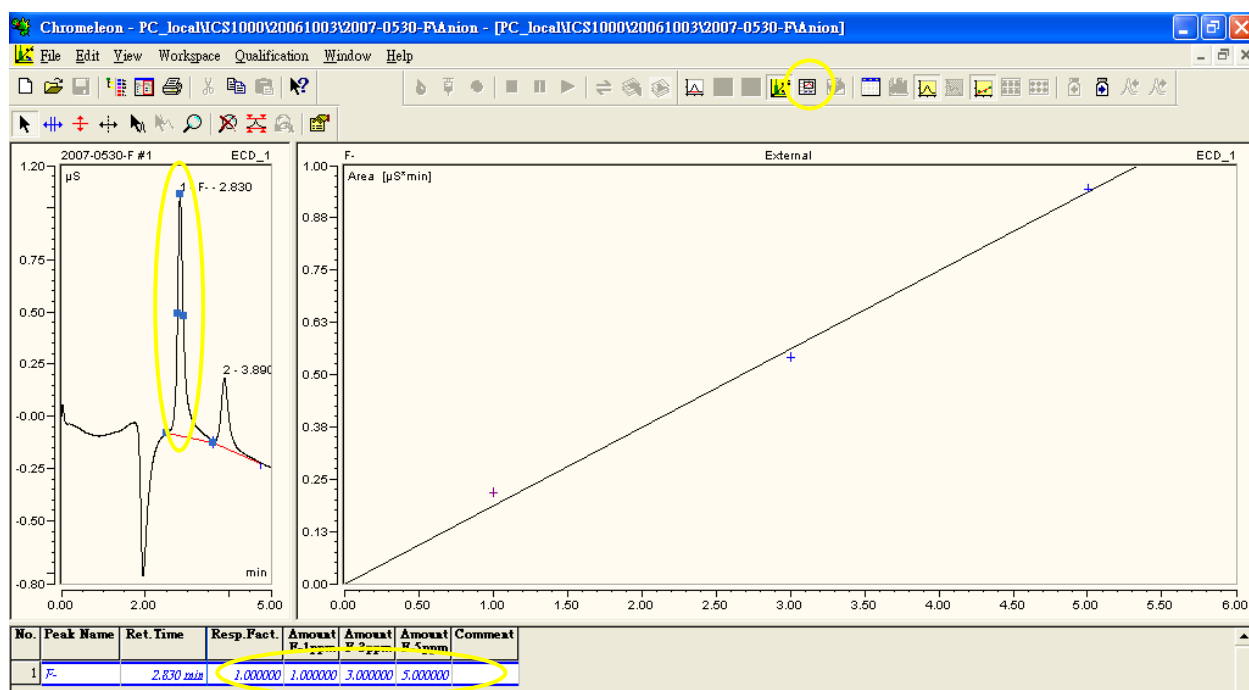 Chromeleon - PC_local\ICS1000\20061003\2007-0530-F\Anion - [PC_local\ICS1000\20061003\2007-0530-F\Anion]
File Edit View Workspace Qualification Window Help
2007-0530-F #1 ECD_1
1.20
µS
1 - F- - 2.830
0.75
0.50
0.25
2 - 3.890
-0.00
-0.25
-0.50
min
-0.80
0.00 2.00 5.00
F- External ECD_1
1.00
Area [µS*min]
0.88
0.75
0.63
0.50
0.38
0.25
0.13
0.00
0.00 0.50 1.00 1.50 2.00 2.50 3.00 3.50 4.00 4.50 5.00 5.50 6.00
No. Peak Name Ret.Time Resp.Fact. Amount Amount Amount Comment
F-1ppm F-3ppm F-5ppm
1 F- 2.830 min 1.000000 1.000000 3.000000 5.000000